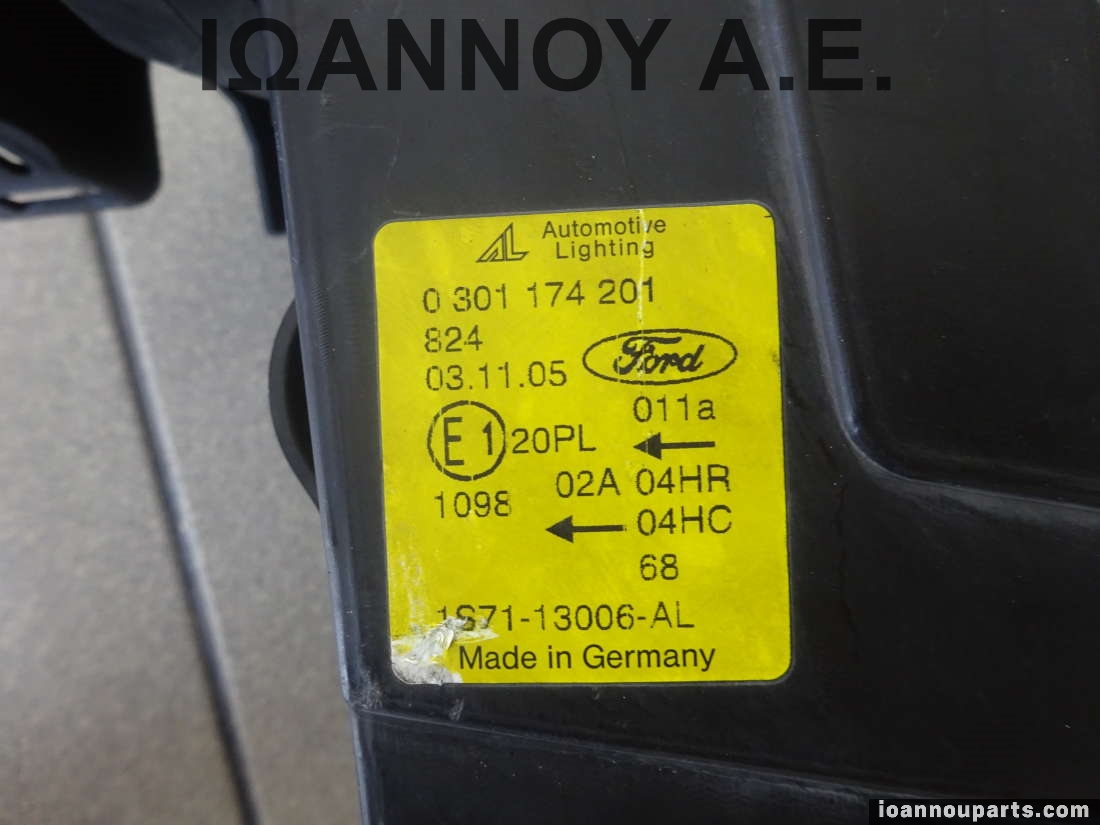 ΙΩΑΝΝΟΥ Α.Ε.
AL Automotive
Lighting
0 301 174 201
824
Ford
03.11.05
011a
E1 20PL
02A 04HR
1098
04HC
68
1S71-13006-AL
Made in Germany
ioannouparts.com